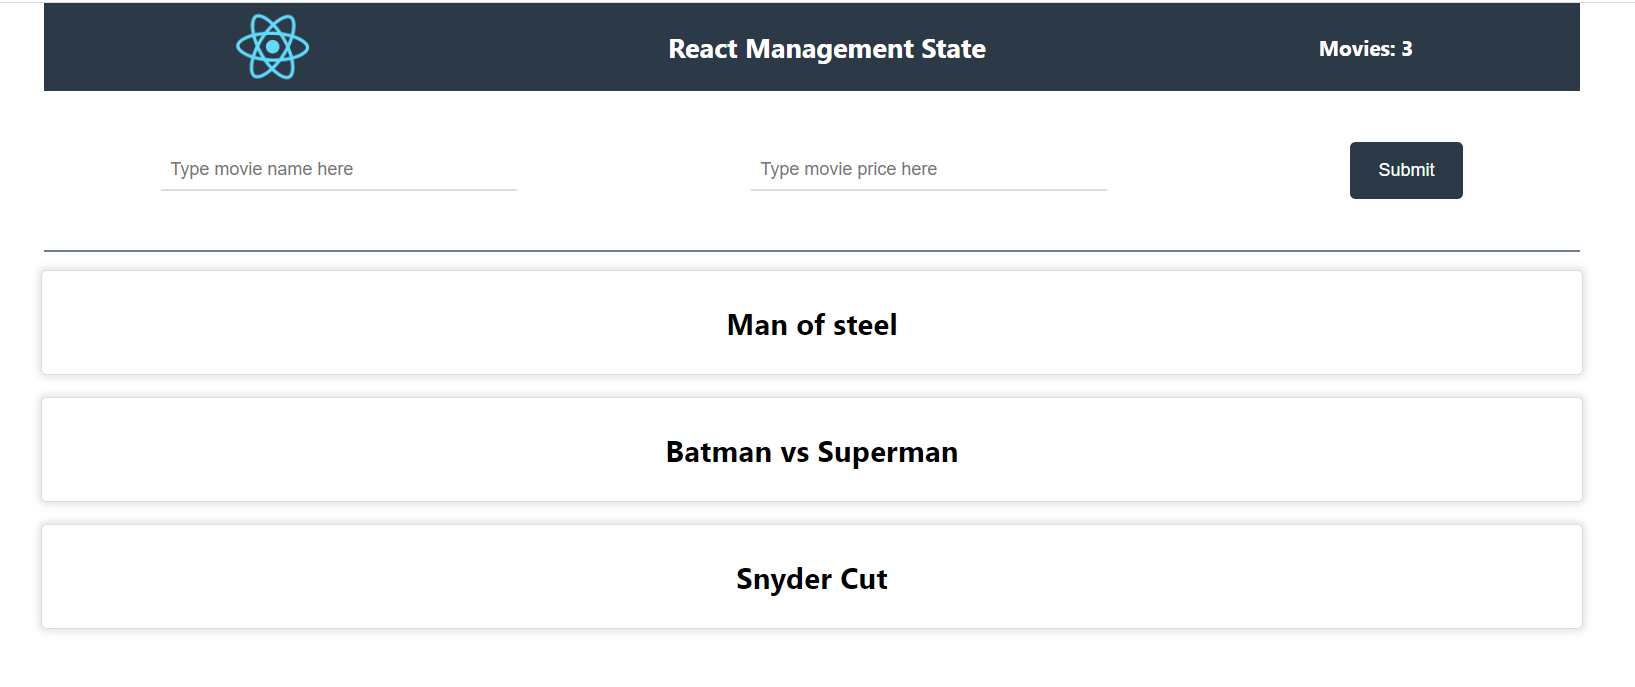 React Management State
Movies: 3
Type movie name here
Type movie price here
Submit
Man of steel
Batman vs Superman
Snyder Cut